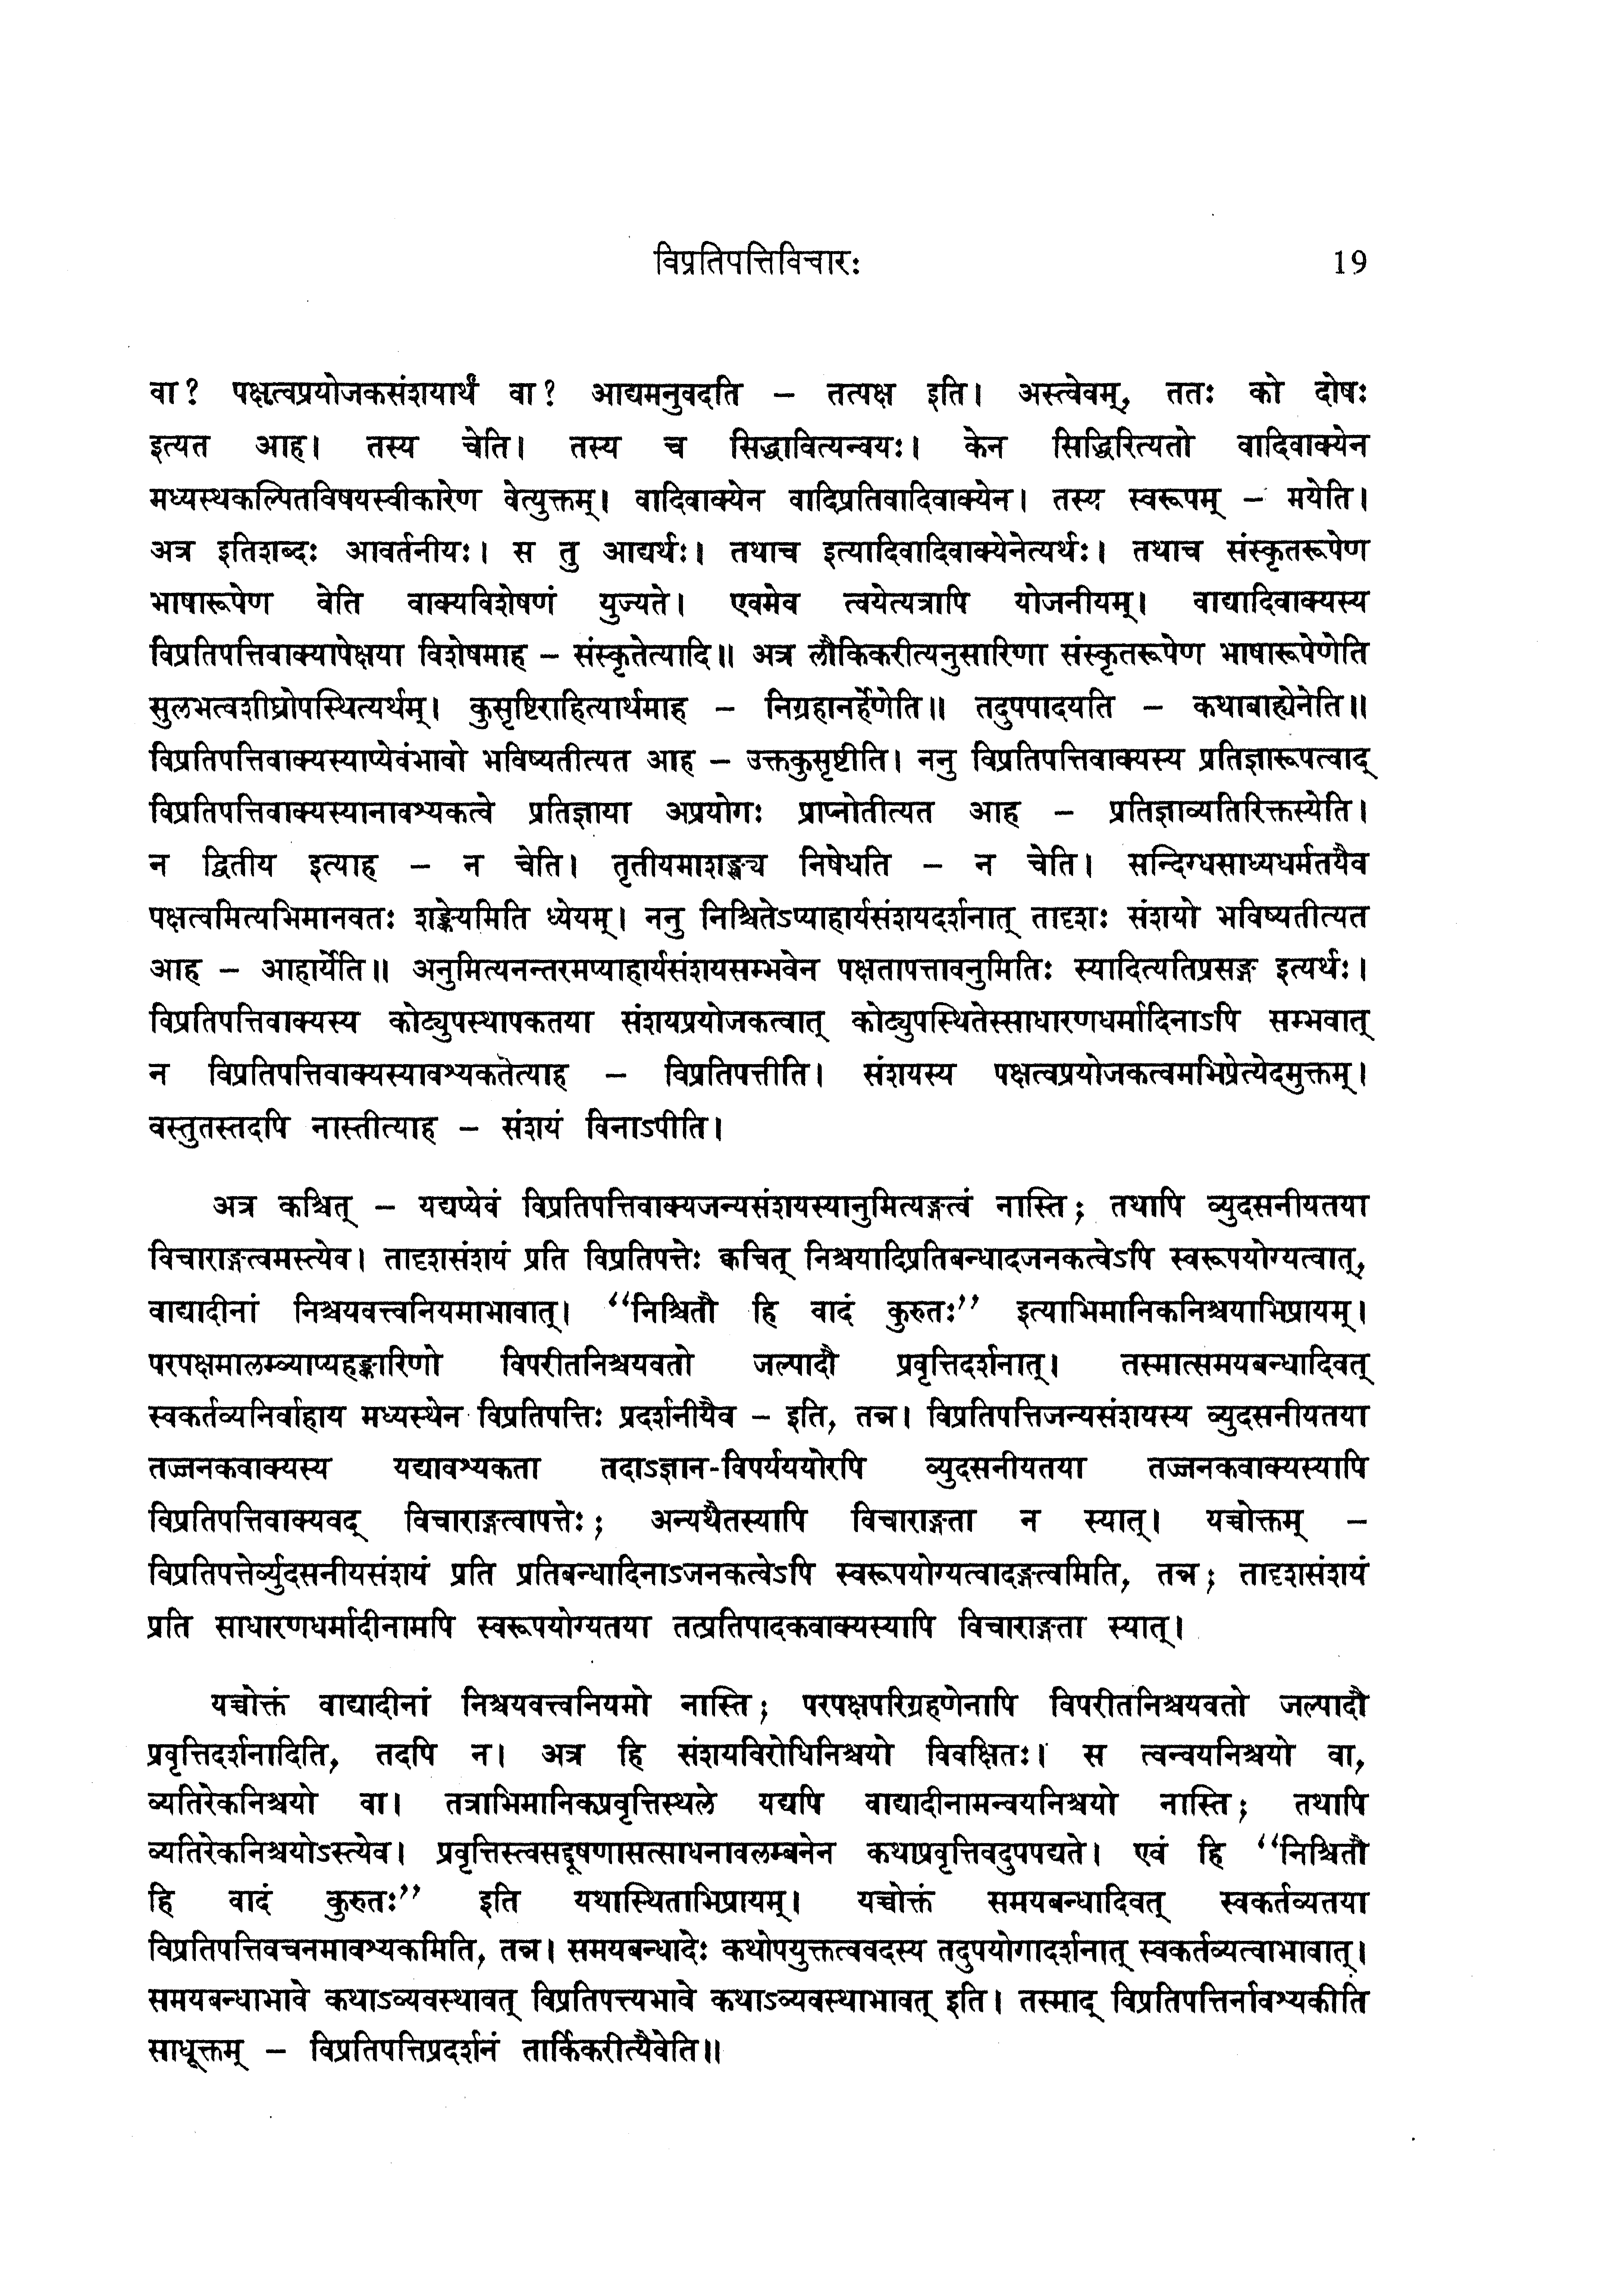 विप्रतिपत्तिविचारः 19
वा? पक्षत्वप्रयोजकसंशयार्थं वा? आद्यमनुवदति – तत्पक्ष इति। अस्त्वेवम्, ततः को दोषः
इत्यत आह। तस्य चेति। तस्य च सिद्धावित्यन्वयः। केन सिद्धिरित्यतो वादिवाक्येन
मध्यस्थकल्पितविषयस्वीकारेण वेत्युक्तम्। वादिवाक्येन वादिप्रतिवादिवाक्येन। तस्य स्वरूपम् – मयेति।
अत्र इतिशब्दः आवर्तनीयः। स तु आद्यर्थः। तथाच इत्यादिवादिवाक्येनेत्यर्थः। तथाच संस्कृतरूपेण
भाषारूपेण वेति वाक्यविशेषणं युज्यते। एवमेव त्वयेत्यत्रापि योजनीयम्। वाद्यादिवाक्यस्य
विप्रतिपत्तिवाक्यापेक्षया विशेषमाह – संस्कृतेत्यादि॥ अत्र लौकिकरीत्यनुसारिणा संस्कृतरूपेण भाषारूपेणेति
सुलभत्वशीघ्रोपस्थित्यर्थम्। कुसृष्टिराहित्यार्थमाह – निग्रहानर्हेणेति॥ तदुपपादयति – कथाबाह्येनेति॥
विप्रतिपत्तिवाक्यस्याप्येवंभावो भविष्यतीत्यत आह – उक्तकुसृष्टीति। ननु विप्रतिपत्तिवाक्यस्य प्रतिज्ञारूपत्वाद्
विप्रतिपत्तिवाक्यस्यानावश्यकत्वे प्रतिज्ञाया अप्रयोगः प्राप्नोतीत्यत आह – प्रतिज्ञाव्यतिरिक्तस्येति।
न द्वितीय इत्याह – न चेति। तृतीयमाशङ्क्य निषेधति – न चेति। सन्दिग्धसाध्यधर्मतयैव
पक्षत्वमित्यभिमानवतः शङ्केयमिति ध्येयम्। ननु निश्चितेऽप्याहार्यसंशयदर्शनात् तादृशः संशयो भविष्यतीत्यत
आह – आहार्येति॥ अनुमित्यनन्तरमप्याहार्यसंशयसम्भवेन पक्षतापत्तावनुमितिः स्यादित्यतिप्रसङ्ग इत्यर्थः।
विप्रतिपत्तिवाक्यस्य कोट्युपस्थापकतया संशयप्रयोजकत्वात् कोट्युपस्थितेस्साधारणधर्मादिनाऽपि सम्भवात्
न विप्रतिपत्तिवाक्यस्यावश्यकतेत्याह – विप्रतिपत्तीति। संशयस्य पक्षत्वप्रयोजकत्वमभिप्रेत्येदमुक्तम्।
वस्तुतस्तदपि नास्तीत्याह – संशयं विनाऽपीति।
अत्र कश्चित् – यद्यप्येवं विप्रतिपत्तिवाक्यजन्यसंशयस्यानुमित्यङ्गत्वं नास्ति; तथापि व्युदसनीयतया
विचाराङ्गत्वमस्त्येव। तादृशसंशयं प्रति विप्रतिपत्तेः क्वचित् निश्चयादिप्रतिबन्धादजनकत्वेऽपि स्वरूपयोग्यत्वात्,
वाद्यादीनां निश्चयवत्त्वनियमाभावात्। “निश्चितौ हि वादं कुरुतः” इत्याभिमानिकनिश्चयाभिप्रायम्।
परपक्षमालम्ब्याप्यहङ्कारिणो विपरीतनिश्चयवतो जल्पादौ प्रवृत्तिदर्शनात्। तस्मात्समयबन्धादिवत्
स्वकर्तव्यनिर्वाहाय मध्यस्थेन विप्रतिपत्तिः प्रदर्शनीयैव – इति, तन्न। विप्रतिपत्तिजन्यसंशयस्य व्युदसनीयतया
तज्जनकवाक्यस्य यद्यावश्यकता तदाऽज्ञान-विपर्यययोरपि व्युदसनीयतया तज्जनकवाक्यस्यापि
विप्रतिपत्तिवाक्यवद् विचाराङ्गत्वापत्तेः; अन्यथैतस्यापि विचाराङ्गता न स्यात्। यच्चोक्तम् –
विप्रतिपत्तेर्व्युदसनीयसंशयं प्रति प्रतिबन्धादिनाऽजनकत्वेऽपि स्वरूपयोग्यत्वादङ्गत्वमिति, तन्न; तादृशसंशयं
प्रति साधारणधर्मादीनामपि स्वरूपयोग्यतया तत्प्रतिपादकवाक्यस्यापि विचाराङ्गता स्यात्।
यच्चोक्तं वाद्यादीनां निश्चयवत्त्वनियमो नास्ति; परपक्षपरिग्रहणेनापि विपरीतनिश्चयवतो जल्पादौ
प्रवृत्तिदर्शनादिति, तदपि न। अत्र हि संशयविरोधिनिश्चयो विवक्षितः। स त्वन्वयनिश्चयो वा,
व्यतिरेकनिश्चयो वा। तत्राभिमानिकप्रवृत्तिस्थले यद्यपि वाद्यादीनामन्वयनिश्चयो नास्ति; तथापि
व्यतिरेकनिश्चयोऽस्त्येव। प्रवृत्तिस्त्वसद्दूषणासत्साधनावलम्बनेन कथाप्रवृत्तिवदुपपद्यते। एवं हि “निश्चितौ
हि वादं कुरुतः” इति यथास्थिताभिप्रायम्। यच्चोक्तं समयबन्धादिवत् स्वकर्तव्यतया
विप्रतिपत्तिवचनमावश्यकमिति, तन्न। समयबन्धादेः कथोपयुक्तत्ववदस्य तदुपयोगादर्शनात् स्वकर्तव्यत्वाभावात्।
समयबन्धाभावे कथाऽव्यवस्थावत् विप्रतिपत्त्यभावे कथाऽव्यवस्थाभावत् इति। तस्माद् विप्रतिपत्तिर्नावश्यकीति
साधूक्तम् – विप्रतिपत्तिप्रदर्शनं तार्किकरीत्यैवेति॥